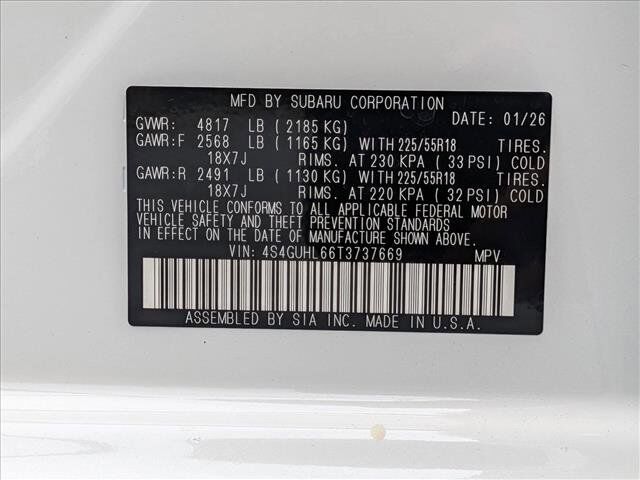 MFD BY SUBARU CORPORATION
GVWR: 4817 LB ( 2185 KG) DATE: 01/26
GAWR: F 2568 LB ( 1165 KG) WITH 225/55R18 TIRES.
18X7J RIMS. AT 230 KPA ( 33 PSI) COLD
GAWR: R 2491 LB ( 1130 KG) WITH 225/55R18 TIRES.
18X7J RIMS. AT 220 KPA ( 32 PSI) COLD
THIS VEHICLE CONFORMS TO ALL APPLICABLE FEDERAL MOTOR
VEHICLE SAFETY AND THEFT PREVENTION STANDARDS
IN EFFECT ON THE DATE OF MANUFACTURE SHOWN ABOVE.
VIN: 4S4GUHL66T3737669 MPV
ASSEMBLED BY SIA INC. MADE IN U.S.A.